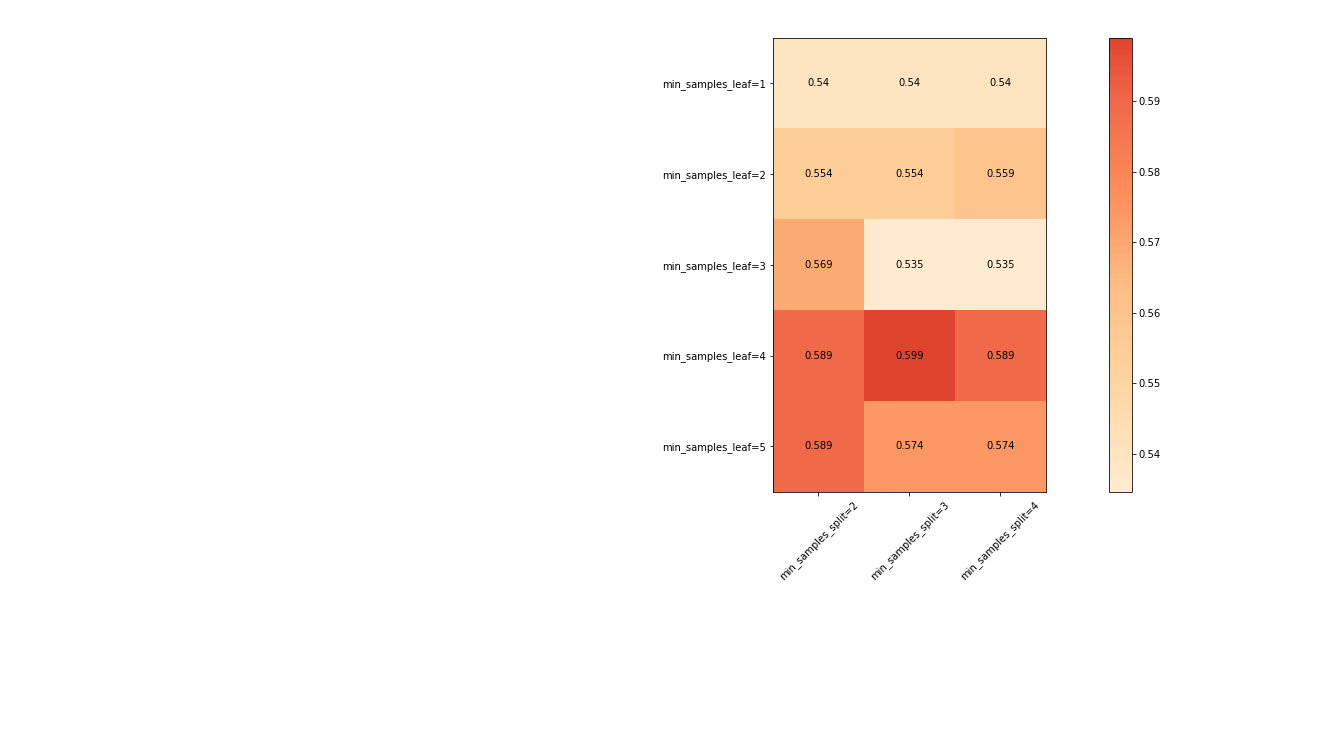 min_samples_leaf=1 0.54 0.54 0.54
min_samples_leaf=2 0.554 0.554 0.559
min_samples_leaf=3 0.569 0.535 0.535
min_samples_leaf=4 0.589 0.599 0.589
min_samples_leaf=5 0.589 0.574 0.574
min_samples_split=2
min_samples_split=3
min_samples_split=4
0.59
0.58
0.57
0.56
0.55
0.54